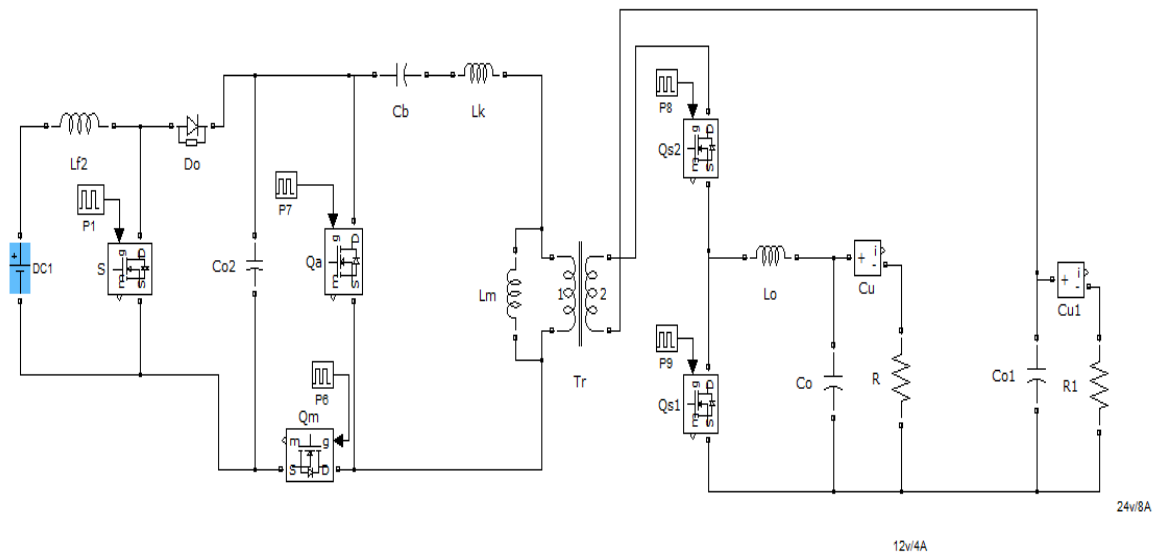 P8
Cb
Lk
Qs2
Lf2
Do
P7
P1
DC1
S
Co2
Qa
Lm
1
2
Lo
Cu
Cu1
P9
Tr
Co
R
Co1
R1
Qs1
P6
Qm
24v/8A
12v/4A
g
D
m
S
g
D
m
S
g
D
m
S
g
D
m
S
m
g
S
D
+
+
-
i
+
-
i